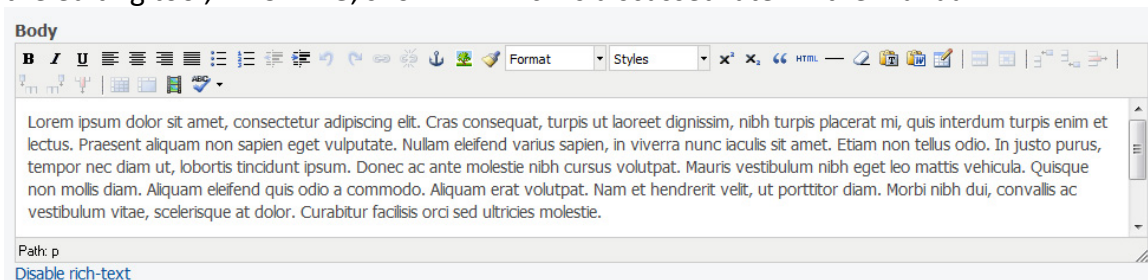 Body
B I U Format Styles x² x₂ HTML
ABC
Lorem ipsum dolor sit amet, consectetur adipiscing elit. Cras consequat, turpis ut laoreet dignissim, nibh turpis placerat mi, quis interdum turpis enim et
lectus. Praesent aliquam non sapien eget vulputate. Nullam eleifend varius sapien, in viverra nunc iaculis sit amet. Etiam non tellus odio. In justo purus,
tempor nec diam ut, lobortis tincidunt ipsum. Donec ac ante molestie nibh cursus volutpat. Mauris vestibulum nibh eget leo mattis vehicula. Quisque
non mollis diam. Aliquam eleifend quis odio a commodo. Aliquam erat volutpat. Nam et hendrerit velit, ut porttitor diam. Morbi nibh dui, convallis ac
vestibulum vitae, scelerisque at dolor. Curabitur facilisis orci sed ultricies molestie.
Path: p
Disable rich-text